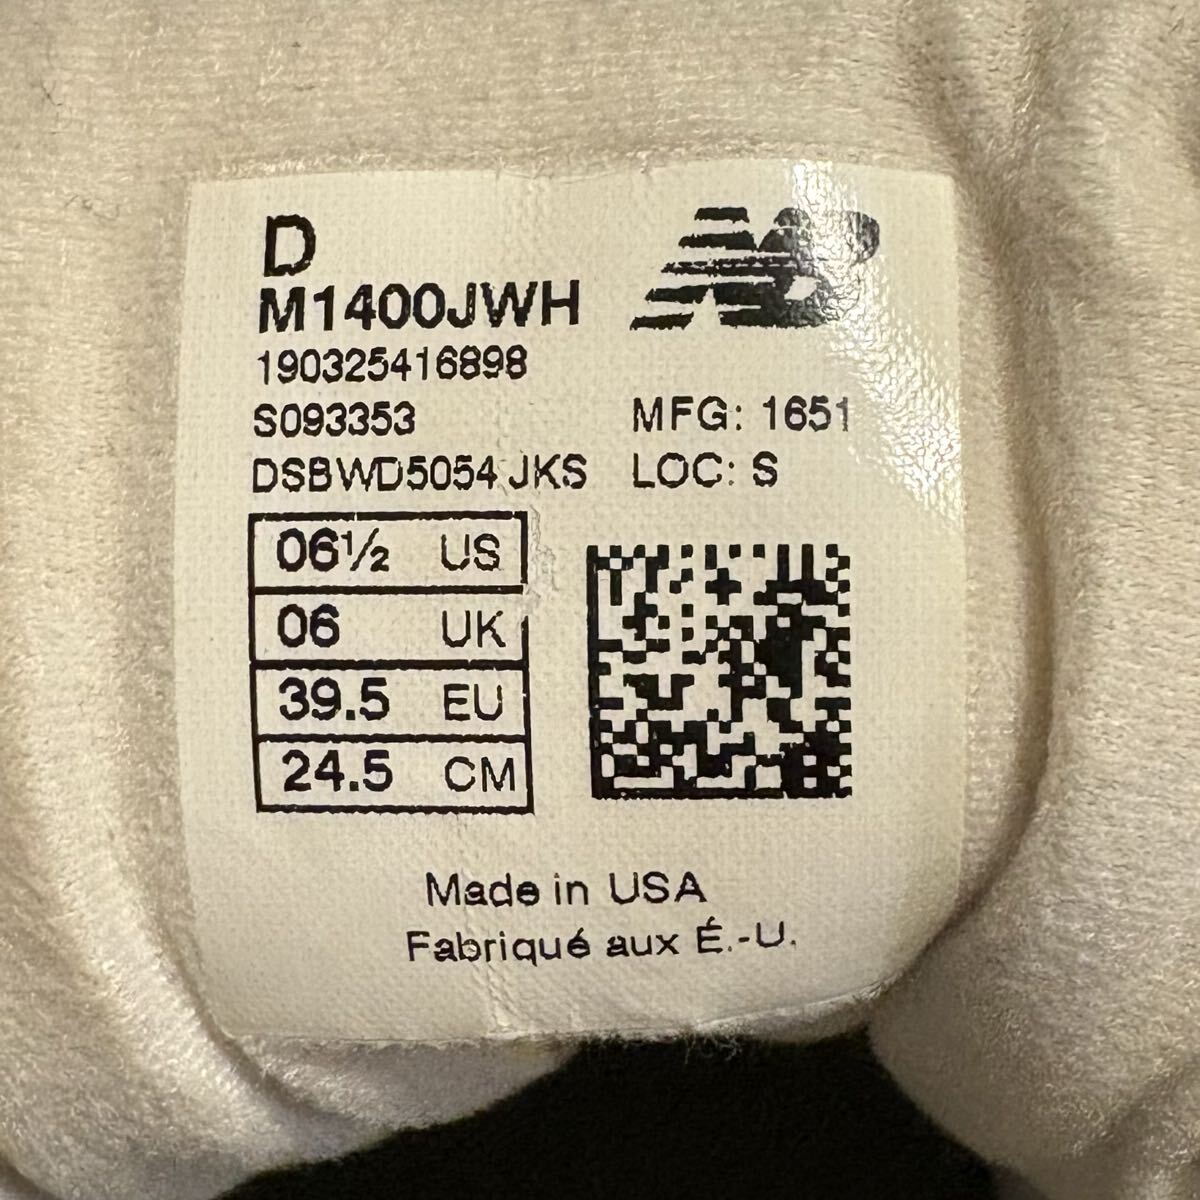 D
M1400JWH
190325416898
S093353 MFG: 1651
DSBWD5054 JKS LOC: S
06½ US
06 UK
39.5 EU
24.5 CM
Made in USA
Fabriqué aux É.-U.